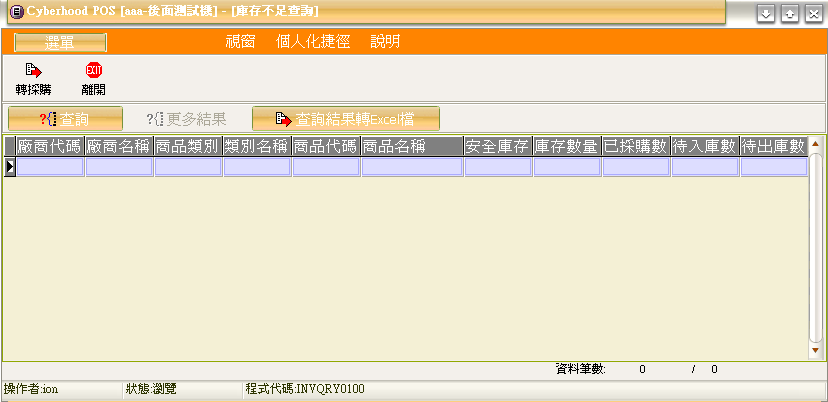 Cyberhood POS [aaa-後面測試機] - [庫存不足查詢]
選單 視窗 個人化捷徑 說明
EXIT
轉採購 離開
?{ 查詢 ?{ 更多結果 查詢結果轉Excel檔
廠商代碼 廠商名稱 商品類別 類別名稱 商品代碼 商品名稱 安全庫存 庫存數量 已採購數 待入庫數 待出庫數
資料筆數: 0 / 0
操作者:ion 狀態:瀏覽 程式代碼:INVQRY0100